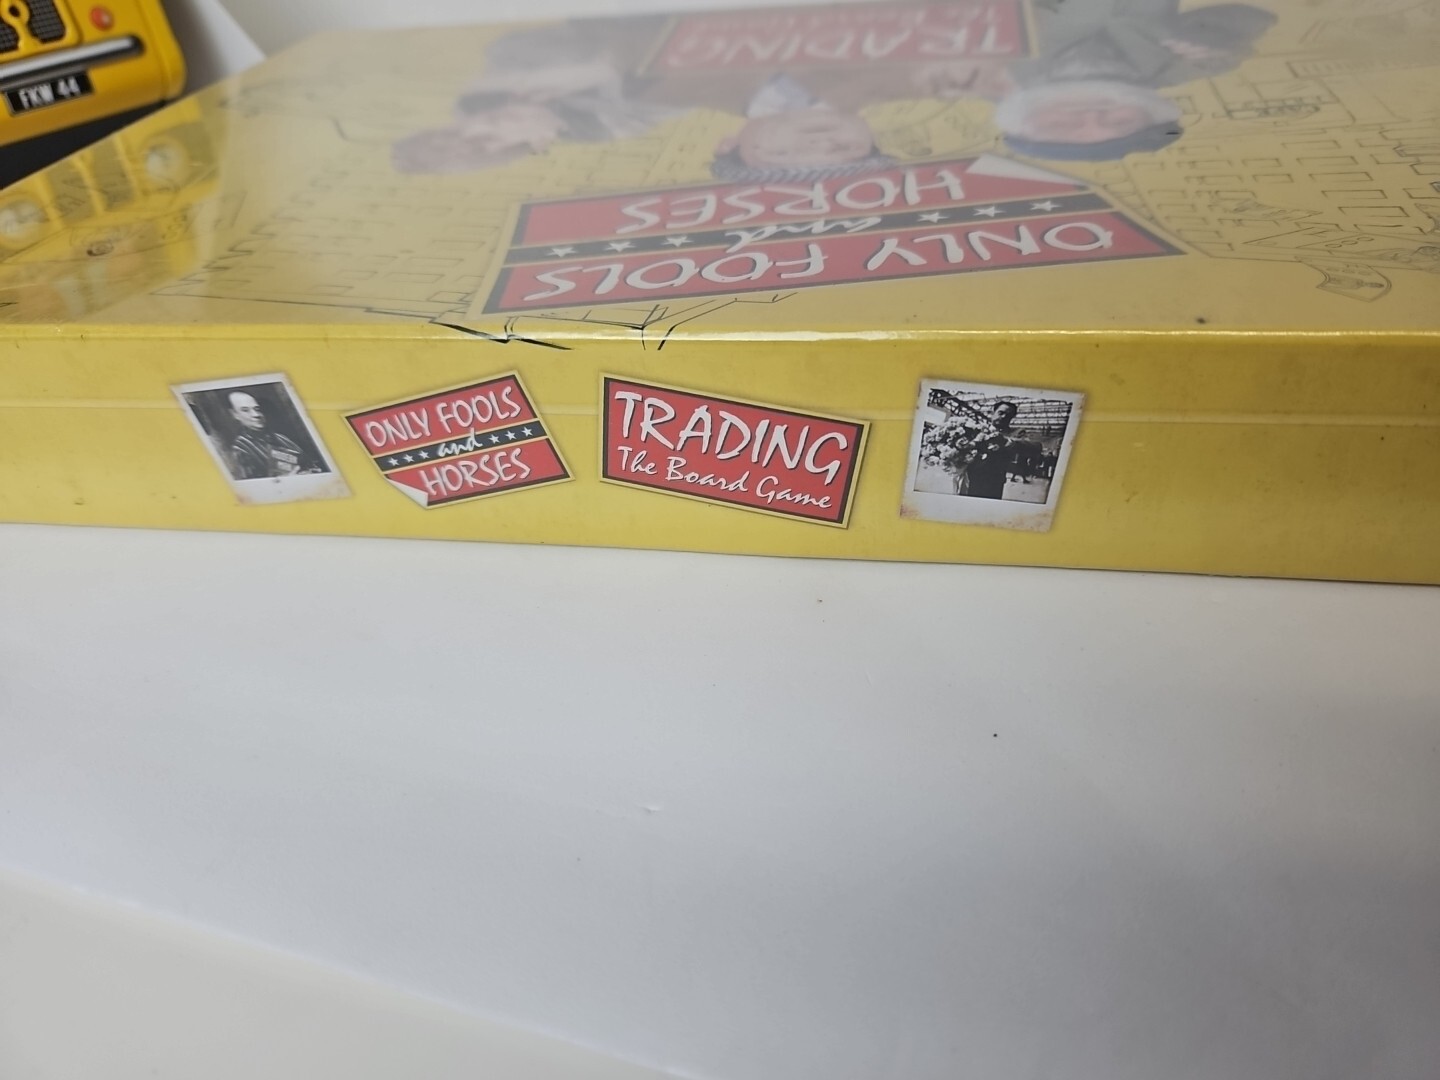 FKW 44
TRADING
ONLY FOOLS
and
HORSES
ONLY FOOLS
and
HORSES
TRADING
The Board Game